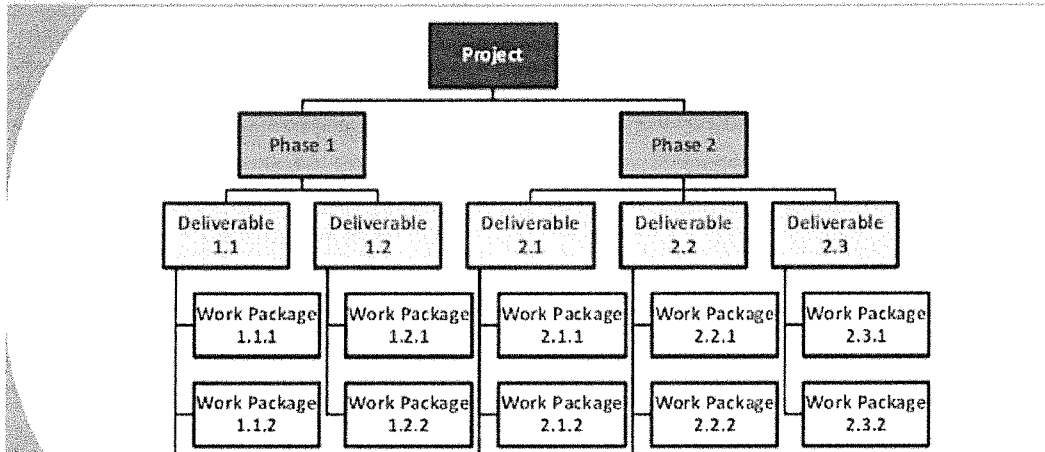 Project
Phase 1
Phase 2
Deliverable
1.1
Deliverable
1.2
Deliverable
2.1
Deliverable
2.2
Deliverable
2.3
Work Package
1.1.1
Work Package
1.2.1
Work Package
2.1.1
Work Package
2.2.1
Work Package
2.3.1
Work Package
1.1.2
Work Package
1.2.2
Work Package
2.1.2
Work Package
2.2.2
Work Package
2.3.2